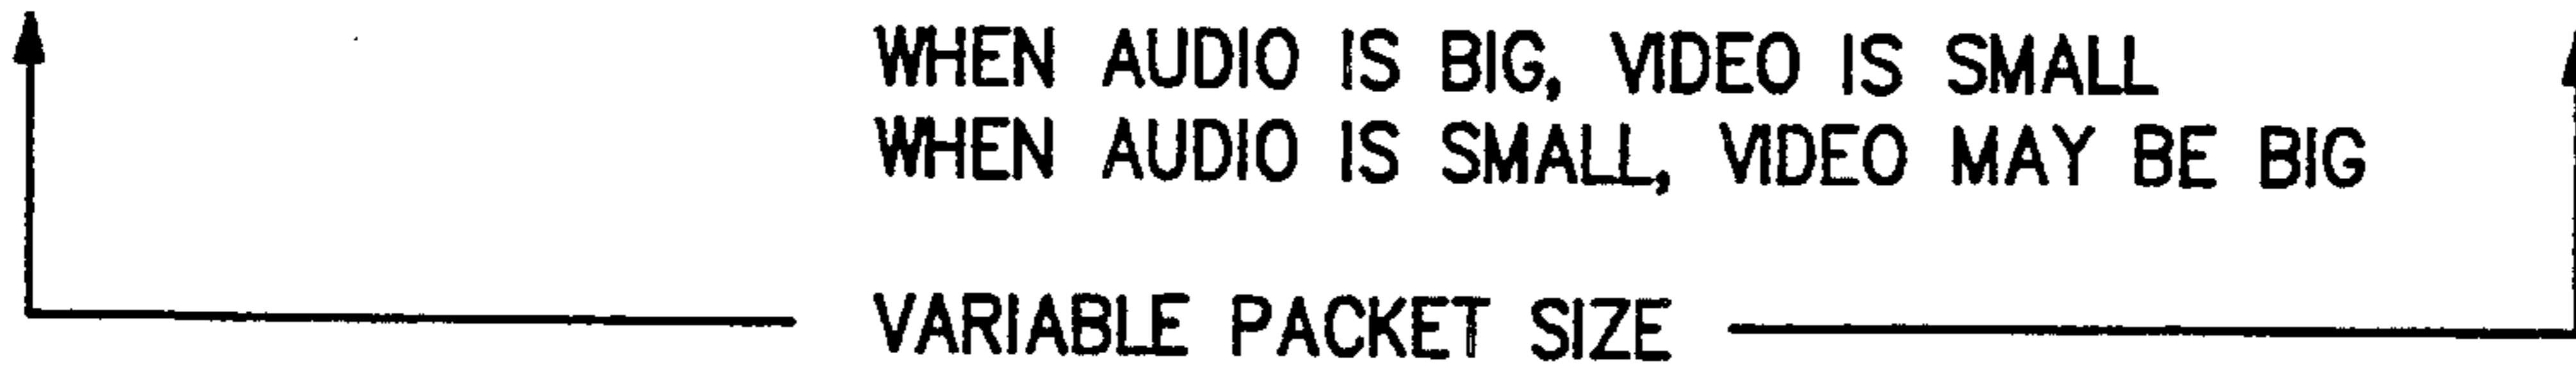 WHEN AUDIO IS BIG, VIDEO IS SMALL
WHEN AUDIO IS SMALL, VIDEO MAY BE BIG
VARIABLE PACKET SIZE